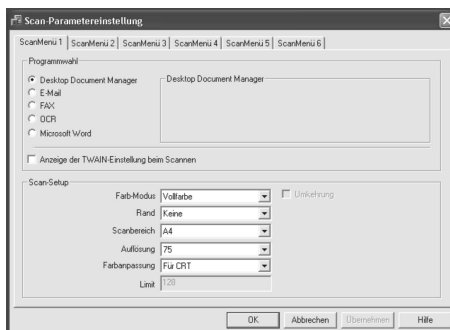 Scan-Parametereinstellung
ScanMenü 1 ScanMenü 2 ScanMenü 3 ScanMenü 4 ScanMenü 5 ScanMenü 6
Programmwahl
Desktop Document Manager
E-Mail
FAX
OCR
Microsoft Word
Desktop Document Manager
Anzeige der TWAIN-Einstellung beim Scannen
Scan-Setup
Farb-Modus Vollfarbe Umkehrung
Rand Keine
Scanbereich A4
Auflösung 75
Farbanpassung Für CRT
Limit 128
OK Abbrechen Übernehmen Hilfe